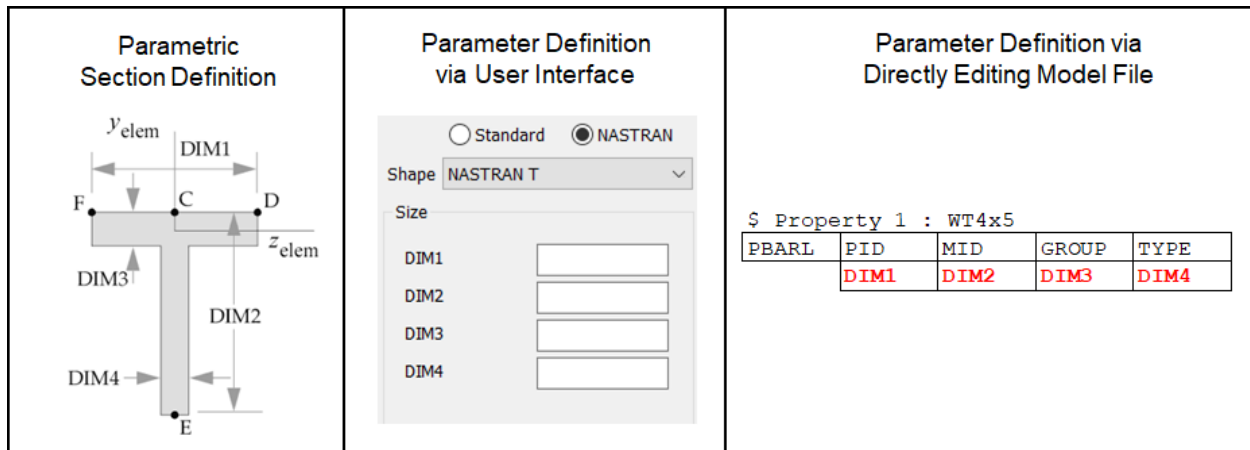 Parametric
Section Definition
y elem
DIM1
F
C
D
z elem
DIM3
DIM2
DIM4
E
Parameter Definition
via User Interface
Standard NASTRAN
Shape NASTRAN T
Size
DIM1
DIM2
DIM3
DIM4
Parameter Definition via
Directly Editing Model File
$ Property 1 : WT4x5
PBARL PID MID GROUP TYPE
DIM1 DIM2 DIM3 DIM4